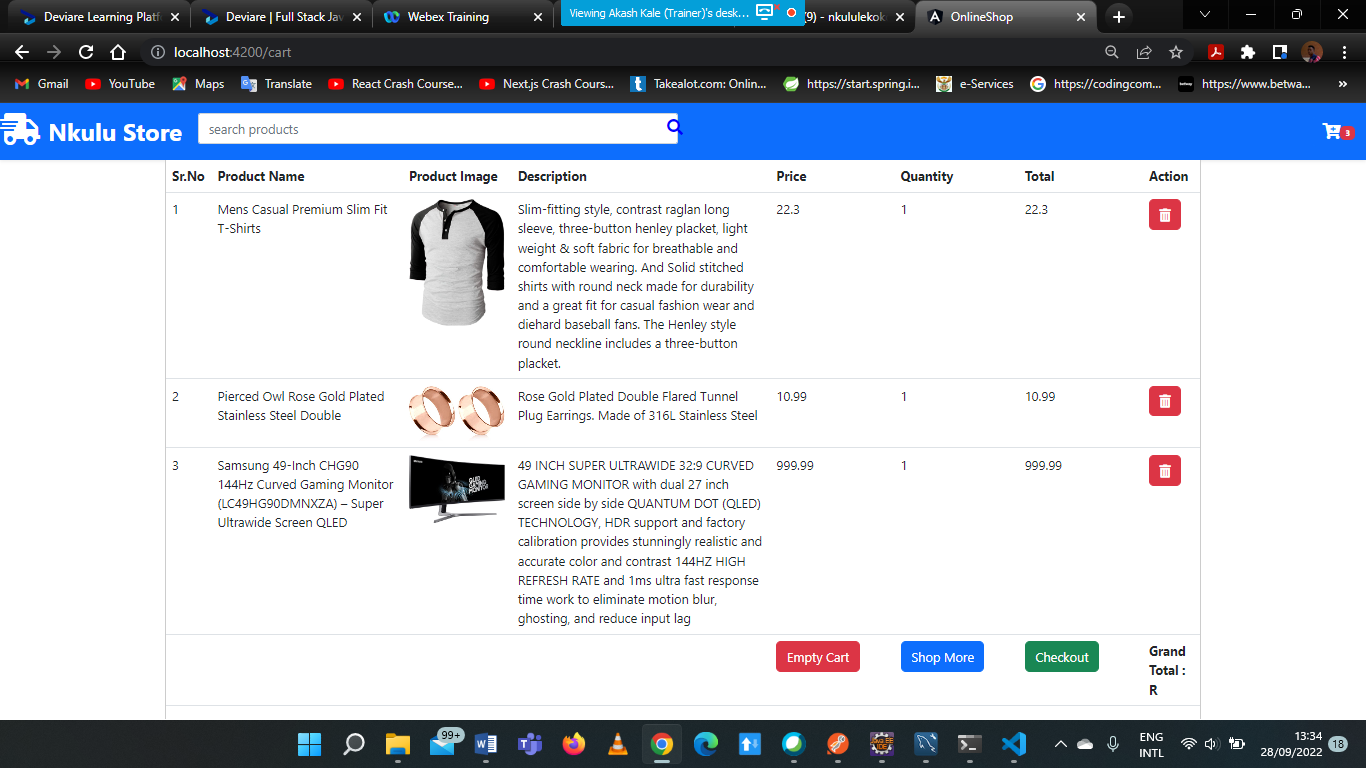 Deviare Learning Platf
Deviare | Full Stack Jav
Webex Training
Viewing Akash Kale (Trainer)'s desk...
(9) - nkululekok
OnlineShop
localhost:4200/cart
Gmail
YouTube
Maps
Translate
React Crash Course...
Next.js Crash Cours...
Takealot.com: Onlin...
https://start.spring.i...
e-Services
https://codingcom...
https://www.betwa...
Nkulu Store
search products
3
Sr.No Product Name Product Image Description Price Quantity Total Action
1
Mens Casual Premium Slim Fit
T-Shirts
Slim-fitting style, contrast raglan long
sleeve, three-button henley placket, light
weight & soft fabric for breathable and
comfortable wearing. And Solid stitched
shirts with round neck made for durability
and a great fit for casual fashion wear and
diehard baseball fans. The Henley style
round neckline includes a three-button
placket.
22.3
1
22.3
2
Pierced Owl Rose Gold Plated
Stainless Steel Double
Rose Gold Plated Double Flared Tunnel
Plug Earrings. Made of 316L Stainless Steel
10.99
1
10.99
3
Samsung 49-Inch CHG90
144Hz Curved Gaming Monitor
(LC49HG90DMNXZA) – Super
Ultrawide Screen QLED
QLED
GAMING
MONITOR
49 INCH SUPER ULTRAWIDE 32:9 CURVED
GAMING MONITOR with dual 27 inch
screen side by side QUANTUM DOT (QLED)
TECHNOLOGY, HDR support and factory
calibration provides stunningly realistic and
accurate color and contrast 144HZ HIGH
REFRESH RATE and 1ms ultra fast response
time work to eliminate motion blur,
ghosting, and reduce input lag
999.99
1
999.99
Empty Cart
Shop More
Checkout
Grand
Total :
R
99+
ENG
INTL
13:34
28/09/2022
18